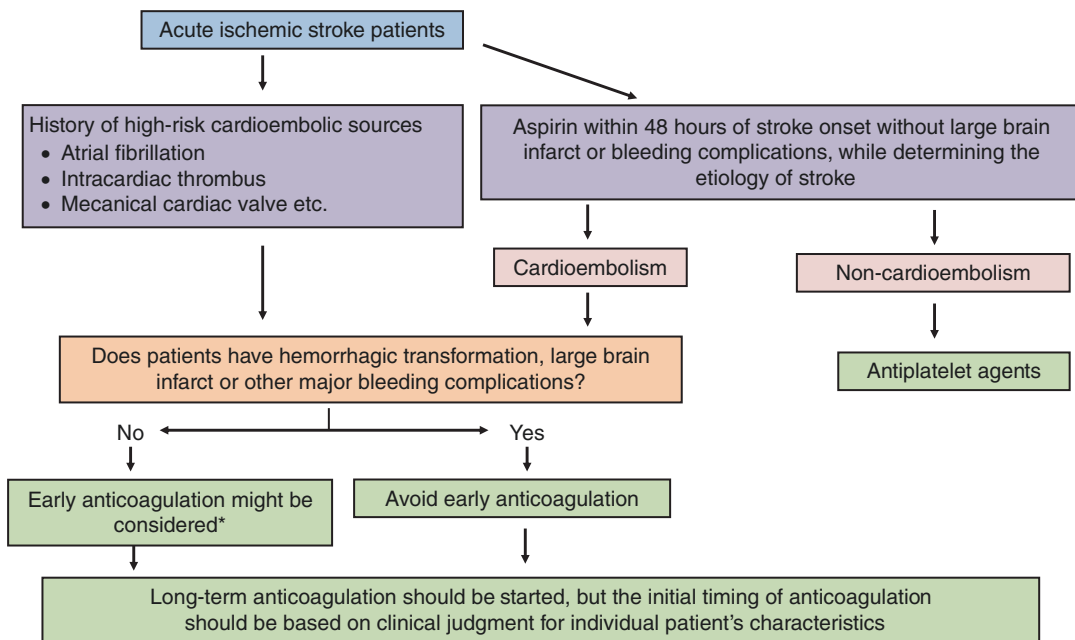 Acute ischemic stroke patients
History of high-risk cardioembolic sources
• Atrial fibrillation
• Intracardiac thrombus
• Mecanical cardiac valve etc.
Aspirin within 48 hours of stroke onset without large brain
infarct or bleeding complications, while determining the
etiology of stroke
Cardioembolism
Non-cardioembolism
Does patients have hemorrhagic transformation, large brain
infarct or other major bleeding complications?
Antiplatelet agents
No
Yes
Early anticoagulation might be
considered*
Avoid early anticoagulation
Long-term anticoagulation should be started, but the initial timing of anticoagulation
should be based on clinical judgment for individual patient's characteristics